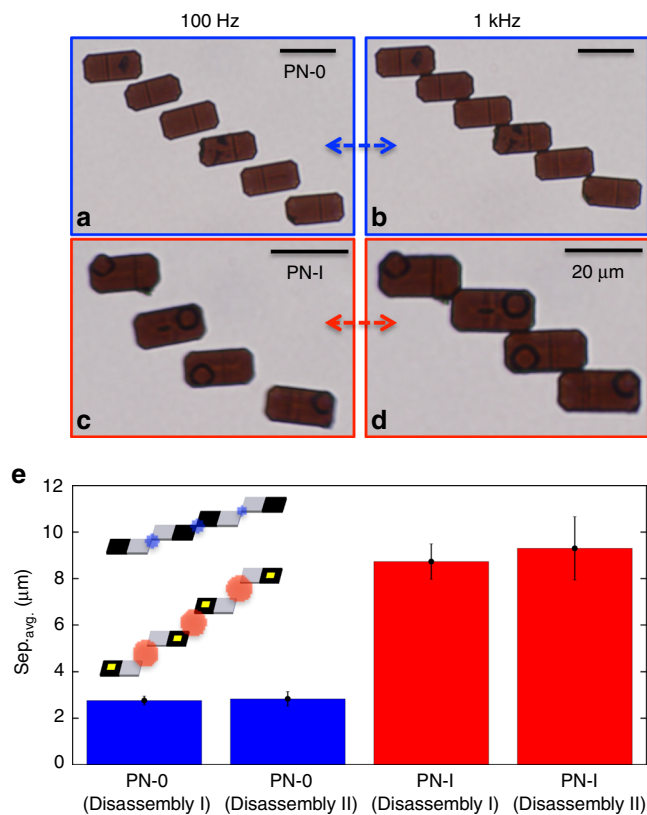 100 Hz 1 kHz
PN-0
a b
PN-I 20 μm
c d
e
12
10
8
6
4
2
0
Sep.avg. (μm)
PN-0 PN-0 PN-I PN-I
(Disassembly I) (Disassembly II) (Disassembly I) (Disassembly II)